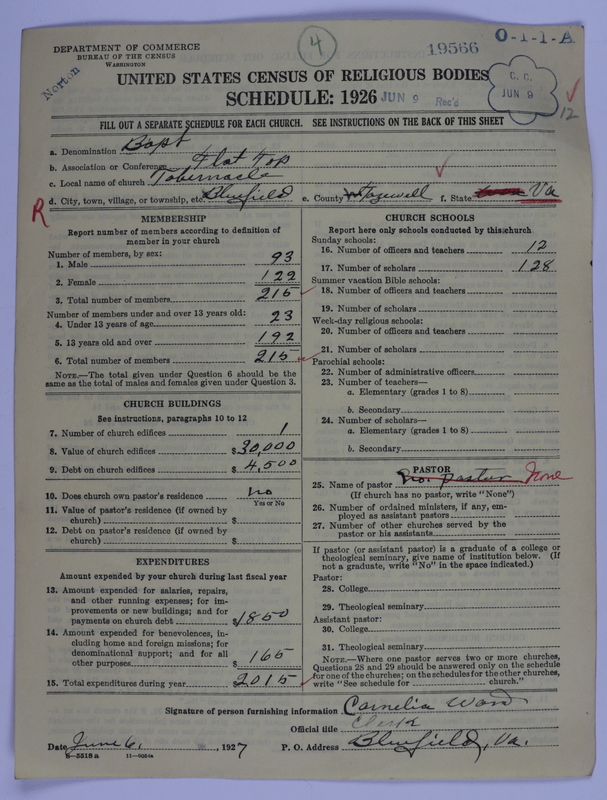 DEPARTMENT OF COMMERCE
BUREAU OF THE CENSUS
WASHINGTON
Norton
4
19566
O-1-1-A
C. C.
JUN 9
12
UNITED STATES CENSUS OF RELIGIOUS BODIES
SCHEDULE: 1926 JUN 9 Rec'd
FILL OUT A SEPARATE SCHEDULE FOR EACH CHURCH. SEE INSTRUCTIONS ON THE BACK OF THIS SHEET
a. Denomination Bapt
b. Association or Conference Flat Top
c. Local name of church Tabernacle
d. City, town, village, or township, etc. Bluefield e. County Tazewell f. State Va
R
MEMBERSHIP
Report number of members according to definition of
member in your church
Number of members, by sex:
1. Male 93
2. Female 122
3. Total number of members 215
Number of members under and over 13 years old:
4. Under 13 years of age 23
5. 13 years old and over 192
6. Total number of members 215
NOTE.—The total given under Question 6 should be the
same as the total of males and females given under Question 3.
CHURCH BUILDINGS
See instructions, paragraphs 10 to 12
7. Number of church edifices 1
8. Value of church edifices $30,000
9. Debt on church edifices $4,500
10. Does church own pastor's residence no
Yes or No
11. Value of pastor's residence (if owned by
church) $
12. Debt on pastor's residence (if owned by
church) $
EXPENDITURES
Amount expended by your church during last fiscal year
13. Amount expended for salaries, repairs,
and other running expenses; for im-
provements or new buildings; and for
payments on church debt $1850
14. Amount expended for benevolences, in-
cluding home and foreign missions; for
denominational support; and for all
other purposes $165
15. Total expenditures during year $2015
CHURCH SCHOOLS
Report here only schools conducted by this church
Sunday schools:
16. Number of officers and teachers 12
17. Number of scholars 128
Summer vacation Bible schools:
18. Number of officers and teachers
19. Number of scholars
Week-day religious schools:
20. Number of officers and teachers
21. Number of scholars
Parochial schools:
22. Number of administrative officers
23. Number of teachers—
a. Elementary (grades 1 to 8)
b. Secondary
24. Number of scholars—
a. Elementary (grades 1 to 8)
b. Secondary
PASTOR
25. Name of pastor No. pastor None
(If church has no pastor, write "None")
26. Number of ordained ministers, if any, em-
ployed as assistant pastors
27. Number of other churches served by the
pastor or his assistants
If pastor (or assistant pastor) is a graduate of a college or
theological seminary, give name of institution below. (If
not a graduate, write "No" in the space indicated.)
Pastor:
28. College
29. Theological seminary
Assistant pastor:
30. College
31. Theological seminary
NOTE.—Where one pastor serves two or more churches,
Questions 28 and 29 should be answered only on the schedule
for one of the churches; on the schedules for the other churches,
write "See schedule for church."
Signature of person furnishing information Cornelia Ward
Official title Clerk
Date June 6, , 1927 P. O. Address Bluefield, Va.
8-5518a 11-9054a